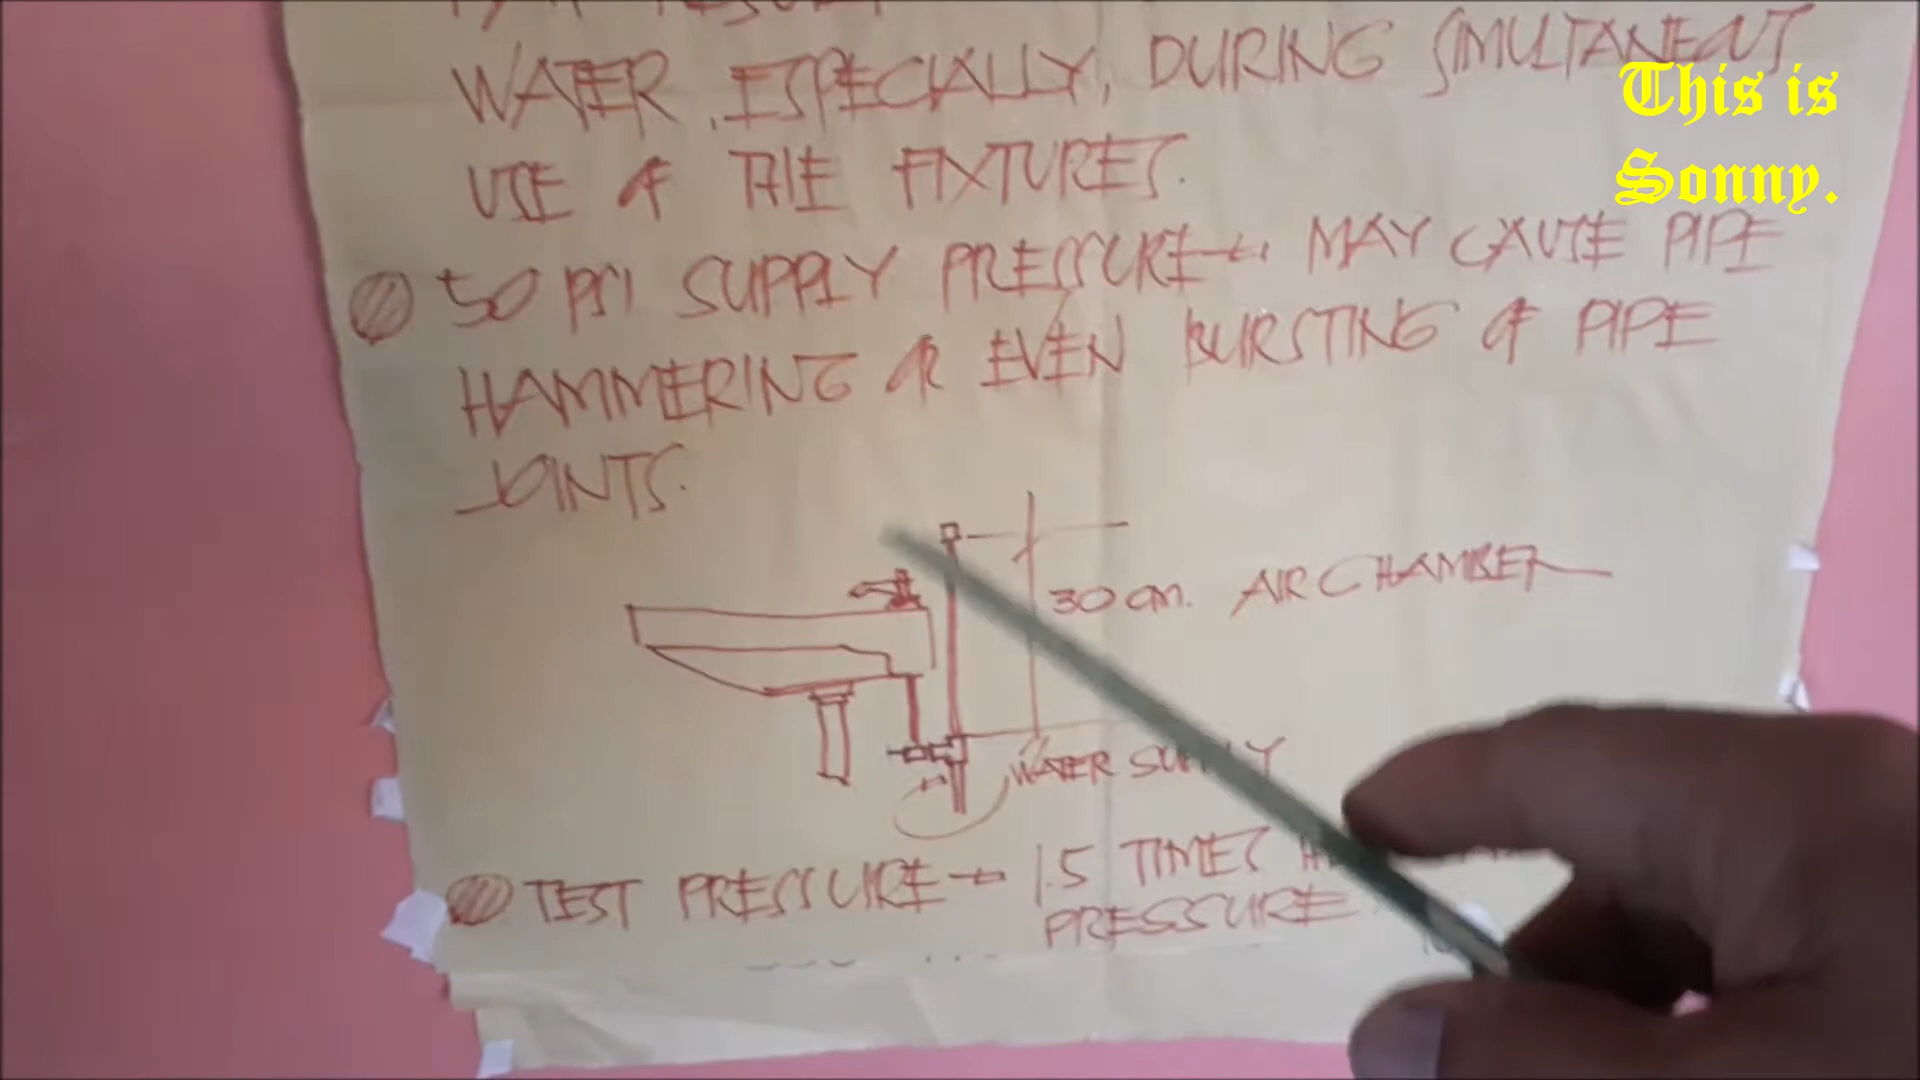 WATER, ESPECIALLY, DURING SIMULTANEOUS
This is
Sonny.
USE OF THE FIXTURES.
50 PSI SUPPLY PRESSURE MAY CAUSE PIPE
HAMMERING OR EVEN BURSTING OF PIPE
JOINTS.
30 cm. AIR CHAMBER
WATER SUPPLY
TEST PRESSURE 1.5 TIMES
PRESSURE